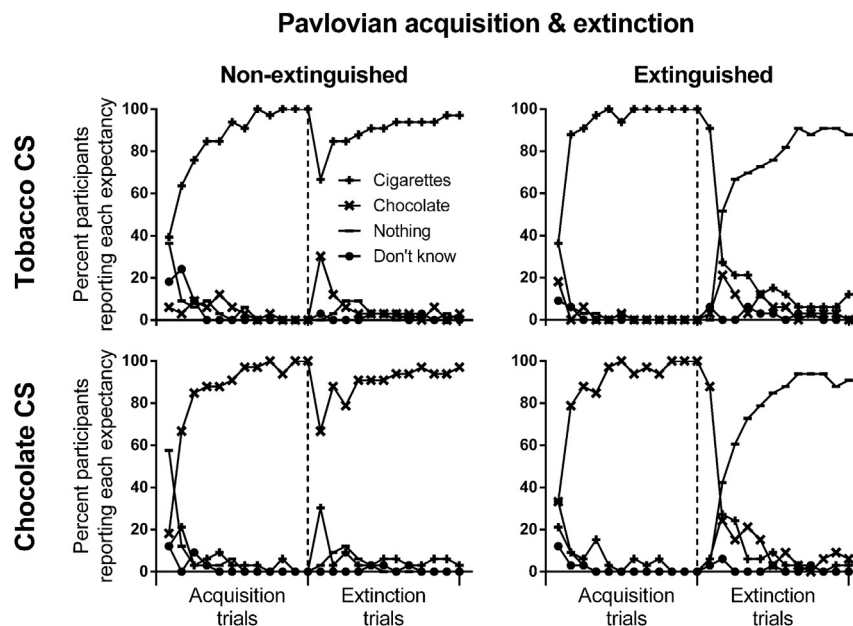 Pavlovian acquisition & extinction
Non-extinguished
Extinguished
Tobacco CS
Percent participants
reporting each expectancy
100
80
60
40
20
0
Cigarettes
Chocolate
Nothing
Don't know
100
80
60
40
20
0
Chocolate CS
Percent participants
reporting each expectancy
100
80
60
40
20
0
Acquisition
trials
Extinction
trials
100
80
60
40
20
0
Acquisition
trials
Extinction
trials